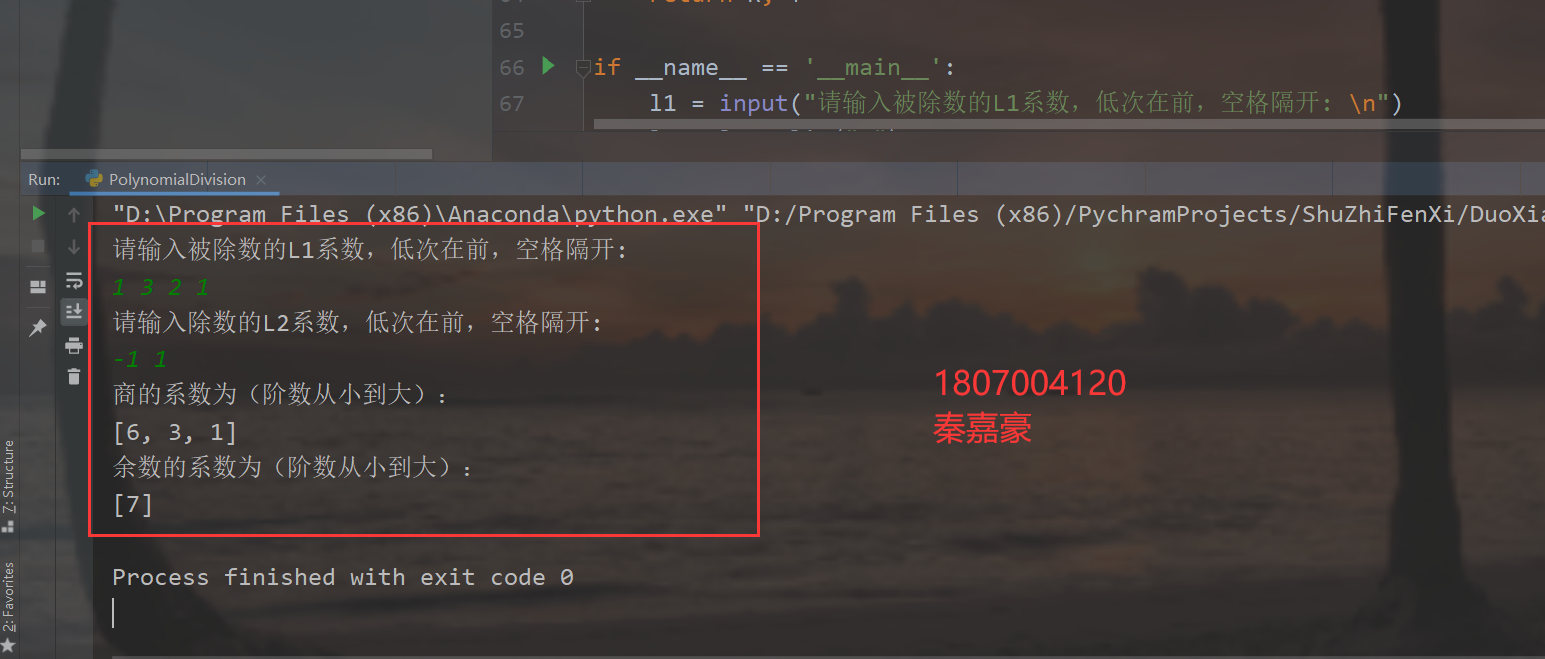 65
66 if __name__ == '__main__':
67 l1 = input("请输入被除数的L1系数，低次在前，空格隔开: \n")
Run: PolynomialDivision ×
"D:\Program Files (x86)\Anaconda\python.exe" "D:/Program Files (x86)/PychramProjects/ShuZhiFenXi/DuoXia
请输入被除数的L1系数，低次在前，空格隔开:
1 3 2 1
请输入除数的L2系数，低次在前，空格隔开:
-1 1
商的系数为（阶数从小到大）:
[6, 3, 1]
余数的系数为（阶数从小到大）:
[7]
Process finished with exit code 0
1807004120
秦嘉豪
7: Structure
2: Favorites